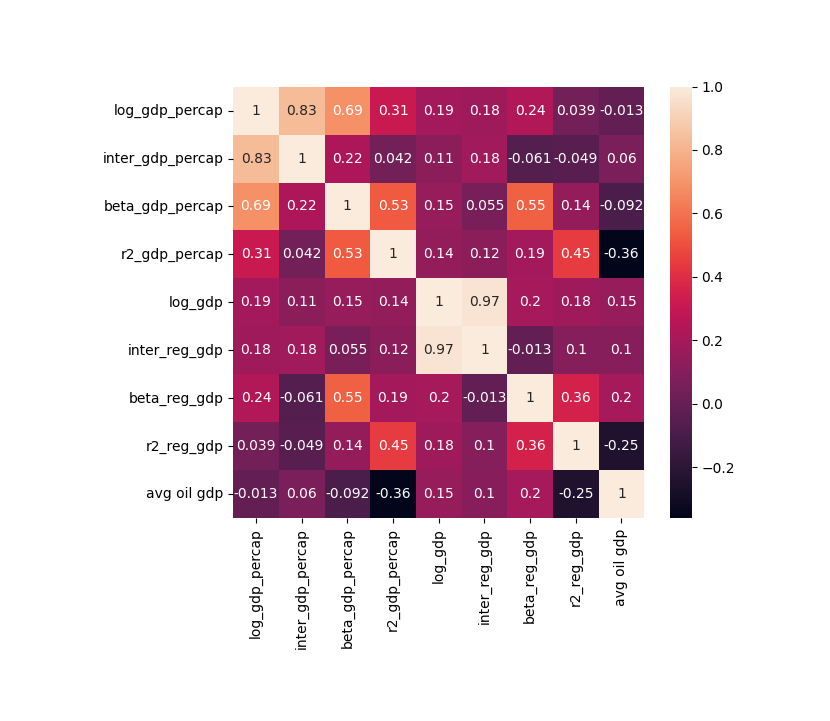 log_gdp_percap 1 0.83 0.69 0.31 0.19 0.18 0.24 0.039 -0.013
inter_gdp_percap 0.83 1 0.22 0.042 0.11 0.18 -0.061 -0.049 0.06
beta_gdp_percap 0.69 0.22 1 0.53 0.15 0.055 0.55 0.14 -0.092
r2_gdp_percap 0.31 0.042 0.53 1 0.14 0.12 0.19 0.45 -0.36
log_gdp 0.19 0.11 0.15 0.14 1 0.97 0.2 0.18 0.15
inter_reg_gdp 0.18 0.18 0.055 0.12 0.97 1 -0.013 0.1 0.1
beta_reg_gdp 0.24 -0.061 0.55 0.19 0.2 -0.013 1 0.36 0.2
r2_reg_gdp 0.039 -0.049 0.14 0.45 0.18 0.1 0.36 1 -0.25
avg oil gdp -0.013 0.06 -0.092 -0.36 0.15 0.1 0.2 -0.25 1
log_gdp_percap
inter_gdp_percap
beta_gdp_percap
r2_gdp_percap
log_gdp
inter_reg_gdp
beta_reg_gdp
r2_reg_gdp
avg oil gdp
1.0
0.8
0.6
0.4
0.2
0.0
−0.2